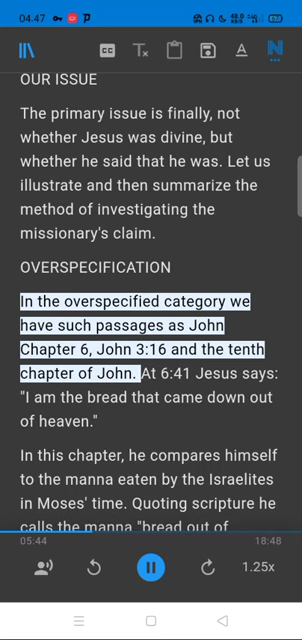 04.47
OUR ISSUE
The primary issue is finally, not
whether Jesus was divine, but
whether he said that he was. Let us
illustrate and then summarize the
method of investigating the
missionary's claim.
OVERSPECIFICATION
In the overspecified category we
have such passages as John
Chapter 6, John 3:16 and the tenth
chapter of John. At 6:41 Jesus says:
"I am the bread that came down out
of heaven."
In this chapter, he compares himself
to the manna eaten by the Israelites
in Moses' time. Quoting scripture he
calls the manna "bread out of
05:44 18:48
1.25x